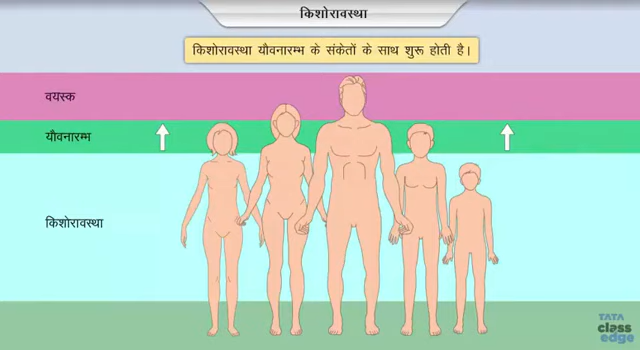 किशोरावस्था
किशोरावस्था यौवनारम्भ के संकेतों के साथ शुरू होती है।
वयस्क
यौवनारम्भ
किशोरावस्था
TATA
class
edge